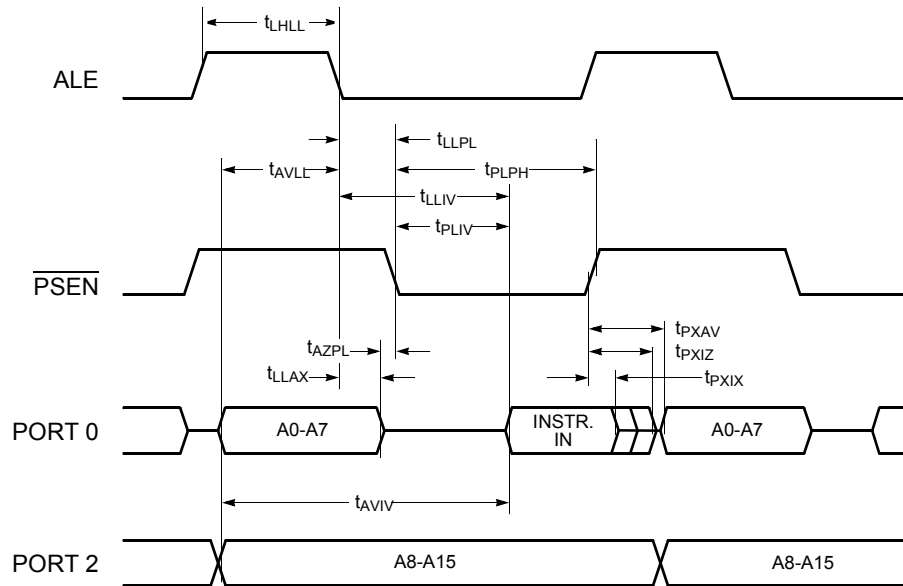 tLHLL
ALE
tLLPL
tAVLL
tPLPH
tLLIV
tPLIV
PSEN
tPXAV
tAZPL
tPXIZ
tLLAX
tPXIX
PORT 0
A0-A7
INSTR.
IN
A0-A7
tAVIV
PORT 2
A8-A15
A8-A15